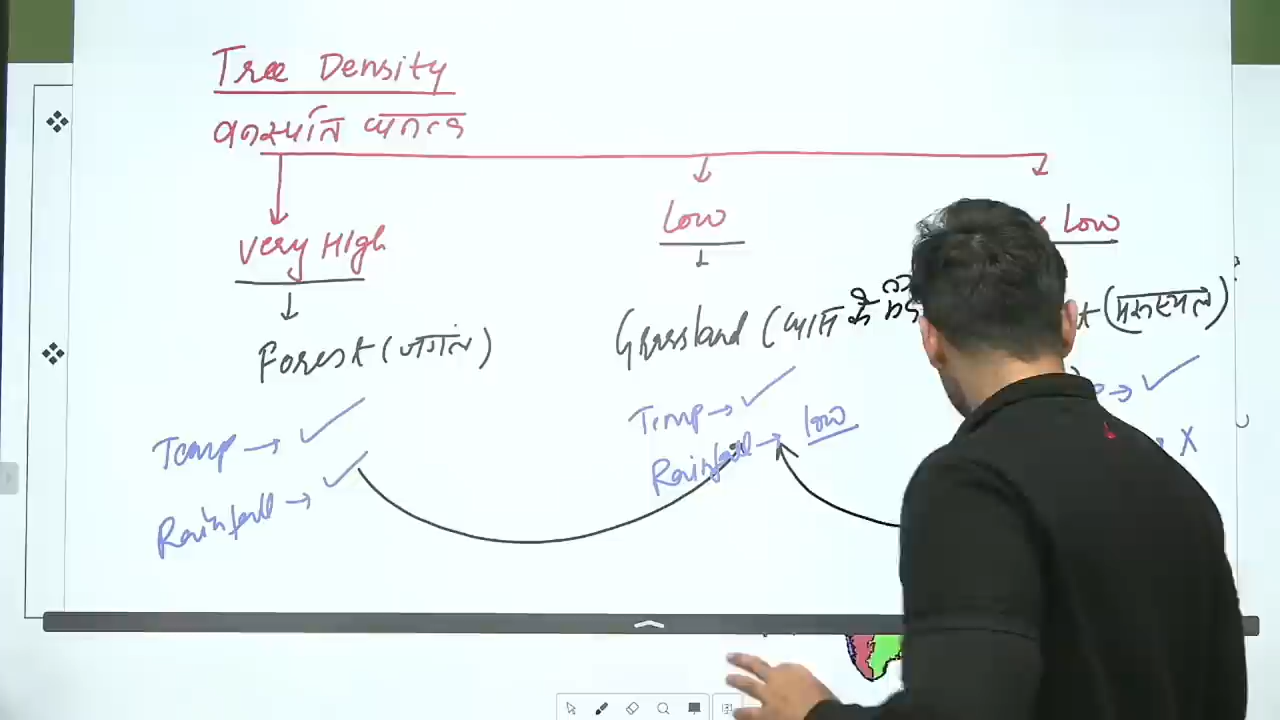 Tree Density
वनस्पति घनत्व
Very High
Low
Low
Forest (जंगल)
Grassland (घास के
(मरुस्थल)
Temp → ✓
Rainfall → ✓
Temp → ✓
Rainfall → low
→ ✓
X